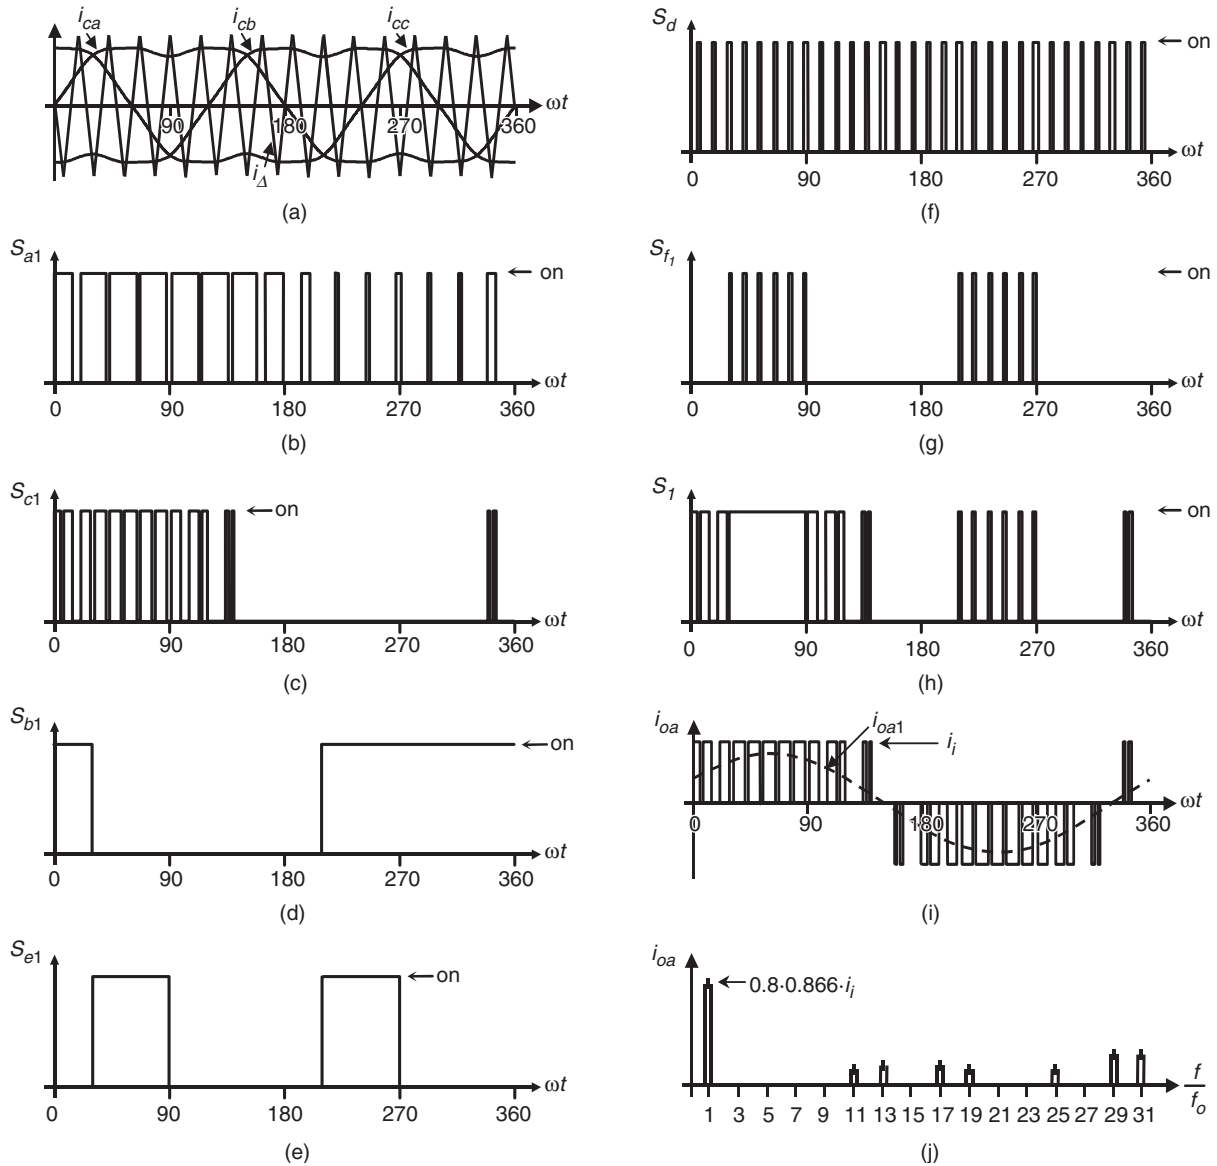 i_ca i_cb i_cc
ωt
90 180 270 360
i_Δ
(a)
S_a1
on
ωt
0 90 180 270 360
(b)
S_c1
on
ωt
0 90 180 270 360
(c)
S_b1
on
ωt
0 90 180 270 360
(d)
S_e1
on
ωt
0 90 180 270 360
(e)
S_d
on
ωt
0 90 180 270 360
(f)
S_f1
on
ωt
0 90 180 270 360
(g)
S_1
on
ωt
0 90 180 270 360
(h)
i_oa
i_oa1
i_i
ωt
0 90 180 270 360
(i)
i_oa
0.8·0.866·i_i
f
f_o
1 3 5 7 9 11 13 15 17 19 21 23 25 27 29 31
(j)